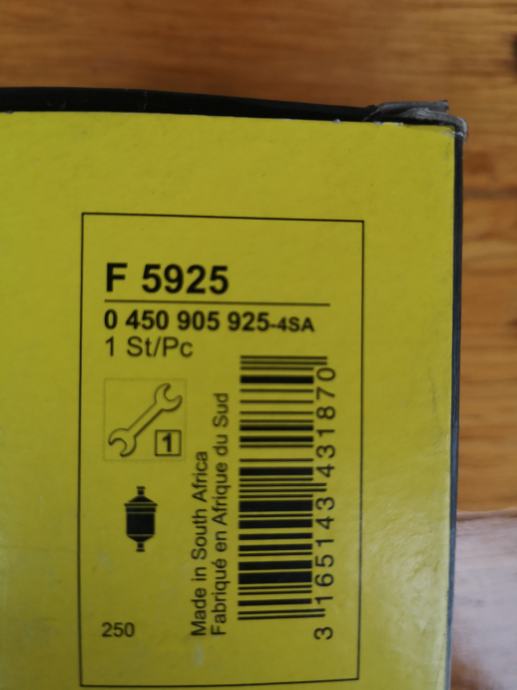 F 5925
0 450 905 925-4SA
1 St/Pc
1
250
Made in South Africa
Fabriqué en Afrique du Sud
3 165143 431870